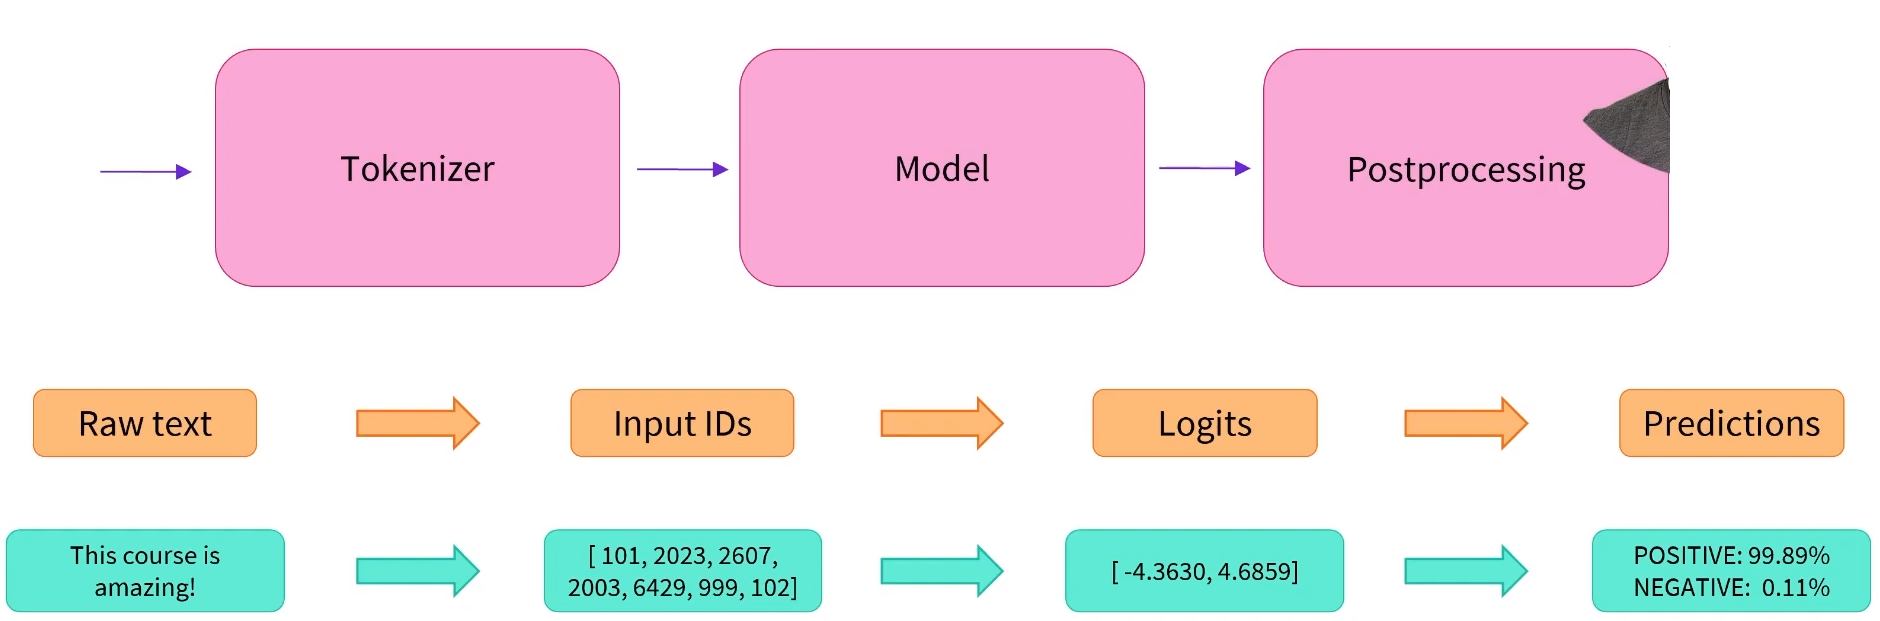 Tokenizer
Model
Postprocessing
Raw text
Input IDs
Logits
Predictions
This course is
amazing!
[ 101, 2023, 2607,
2003, 6429, 999, 102]
[ -4.3630, 4.6859]
POSITIVE: 99.89%
NEGATIVE: 0.11%